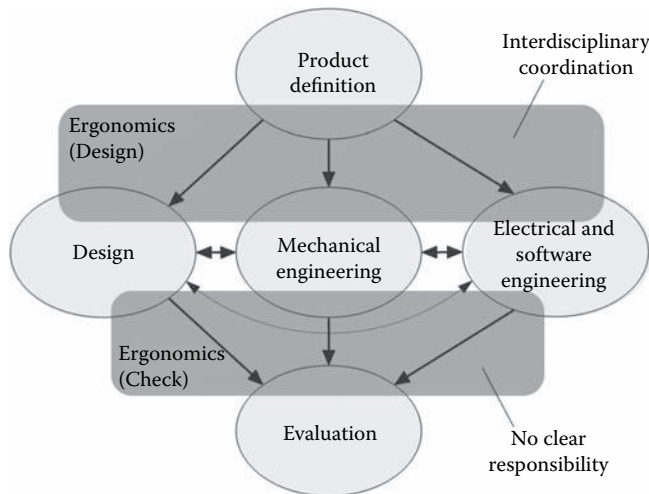 Interdisciplinary
coordination
Product
definition
Ergonomics
(Design)
Design
Mechanical
engineering
Electrical and
software
engineering
Ergonomics
(Check)
Evaluation
No clear
responsibility